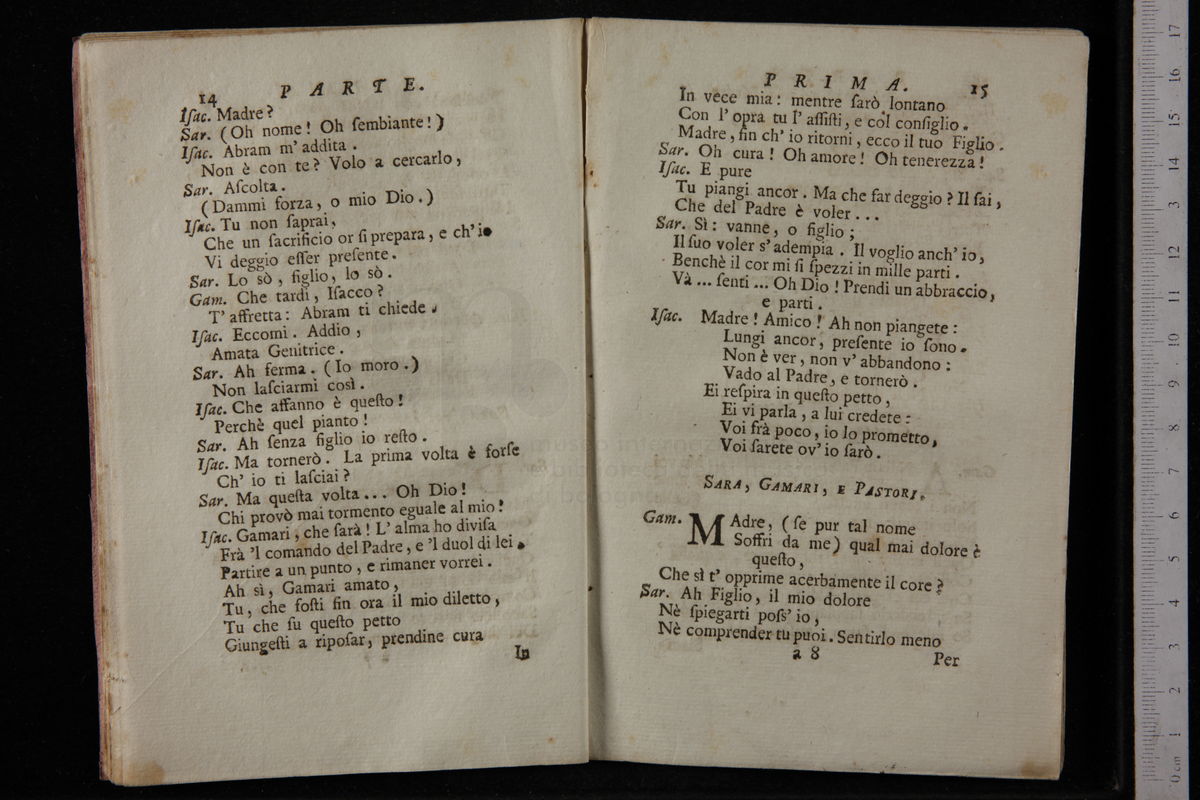 14 PARTE.
Iſac. Madre?
Sar. (Oh nome! Oh ſembiante!)
Iſac. Abram m' addita.
Non è con te? Volo a cercarlo,
Sar. Aſcolta.
(Dammi forza, o mio Dio.)
Iſac. Tu non ſaprai,
Che un ſacrificio or ſi prepara, e ch' io
Vi deggio eſſer preſente.
Sar. Lo sò, figlio, lo sò.
Gam. Che tardi, Iſacco?
T' affretta: Abram ti chiede.
Iſac. Eccomi. Addio,
Amata Genitrice.
Sar. Ah ferma. (Io moro.)
Non laſciarmi così.
Iſac. Che affanno è queſto!
Perchè quel pianto!
Sar. Ah ſenza figlio io reſto.
Iſac. Ma tornerò. La prima volta è forſe
Ch' io ti laſciai?
Sar. Ma queſta volta... Oh Dio!
Chi provò mai tormento eguale al mio!
Iſac. Gamari, che farà! L' alma ho diviſa
Frà 'l comando del Padre, e 'l duol di lei.
Partire a un punto, e rimaner vorrei.
Ah sì, Gamari amato,
Tu, che foſti ſin ora il mio diletto,
Tu che ſu queſto petto
Giungeſti a ripoſar, prendine cura
In
PRIMA. 15
In vece mia: mentre ſarò lontano
Con l' opra tu l' aſſiſti, e col conſiglio.
Madre, ſin ch' io ritorni, ecco il tuo Figlio.
Sar. Oh cura! Oh amore! Oh tenerezza!
Iſac. E pure
Tu piangi ancor. Ma che far deggio? Il ſai,
Che del Padre è voler...
Sar. Sì: vanne, o figlio;
Il ſuo voler s' adempia. Il voglio anch' io,
Benchè il cor mi ſi ſpezzi in mille parti.
Và... ſenti... Oh Dio! Prendi un abbraccio,
e parti.
Iſac. Madre! Amico! Ah non piangete:
Lungi ancor, preſente io ſono.
Non è ver, non v' abbandono:
Vado al Padre, e tornerò.
Ei reſpira in queſto petto,
Ei vi parla, a lui credete:
Voi frà poco, io lo prometto,
Voi ſarete ov' io ſarò.
SARA, GAMARI, E PASTORI.
Gam. MAdre, (ſe pur tal nome
Soffri da me) qual mai dolore è
queſto,
Che sì t' opprime acerbamente il core?
Sar. Ah Figlio, il mio dolore
Nè ſpiegarti poſs' io,
Nè comprender tu puoi. Sentirlo meno
a 8 Per